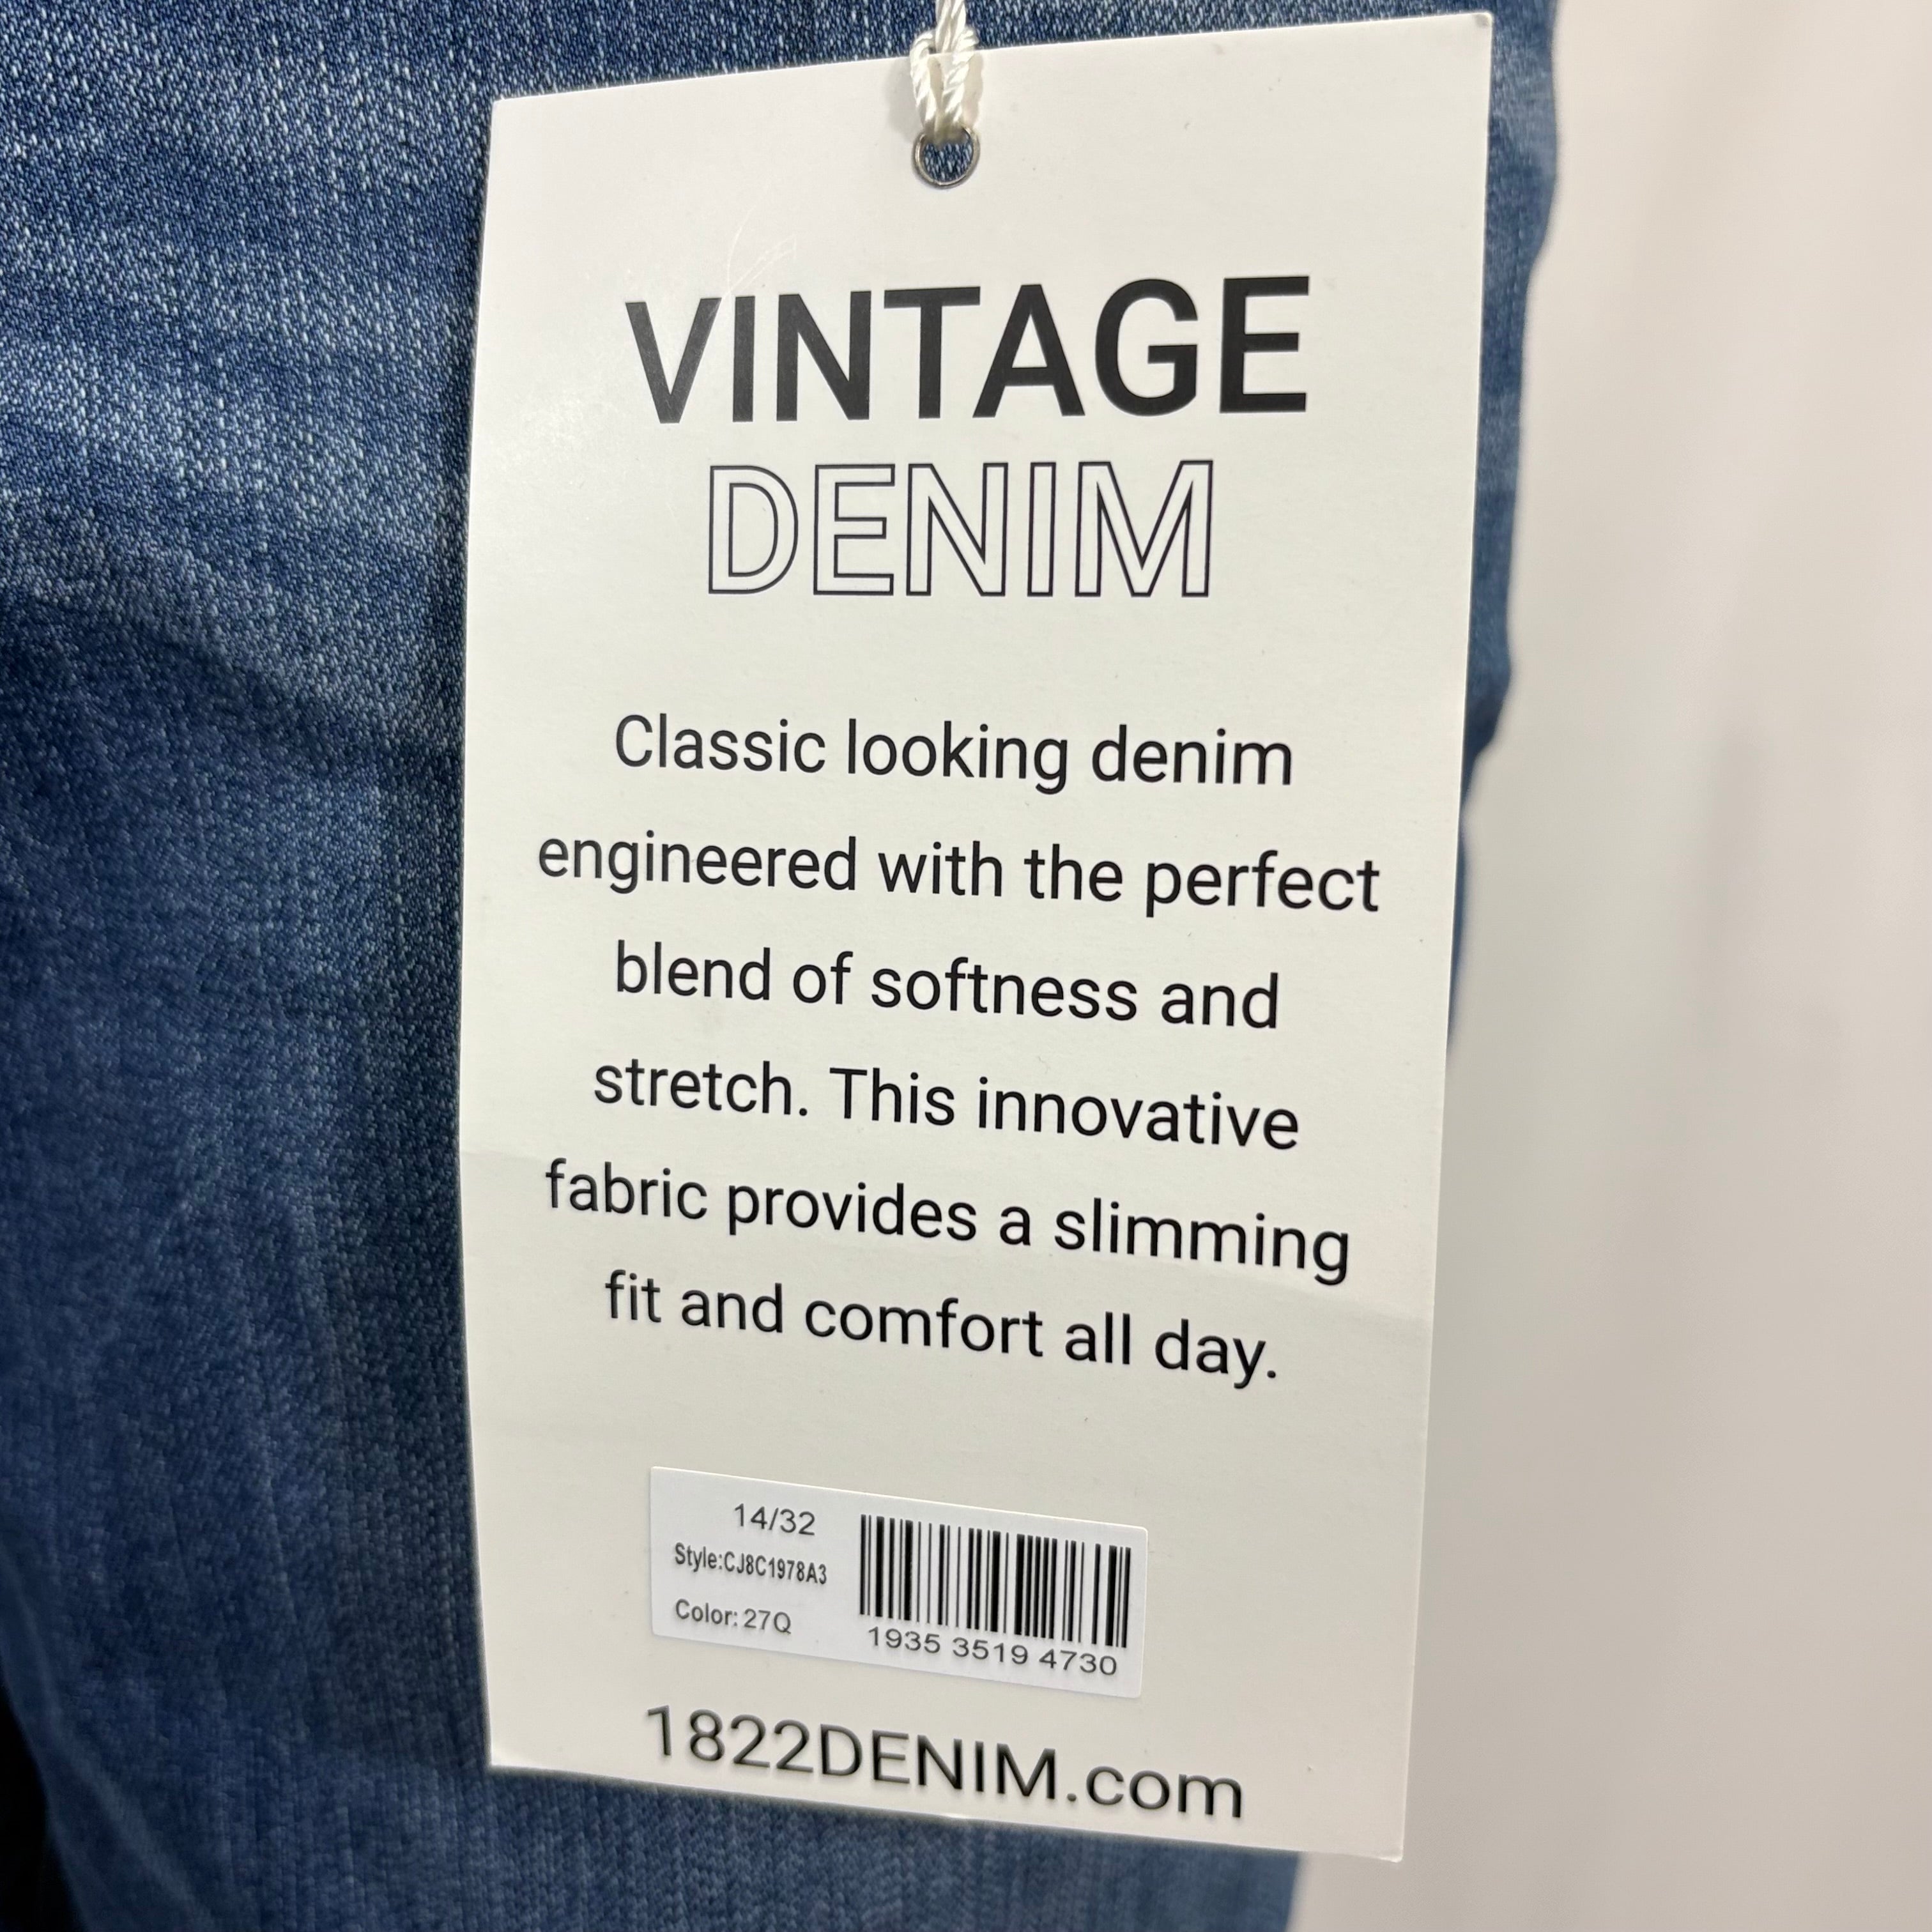 VINTAGE
DENIM
Classic looking denim
engineered with the perfect
blend of softness and
stretch. This innovative
fabric provides a slimming
fit and comfort all day.
14/32
Style:CJ8C1978A3
Color: 27Q
1935 3519 4730
1822DENIM.com